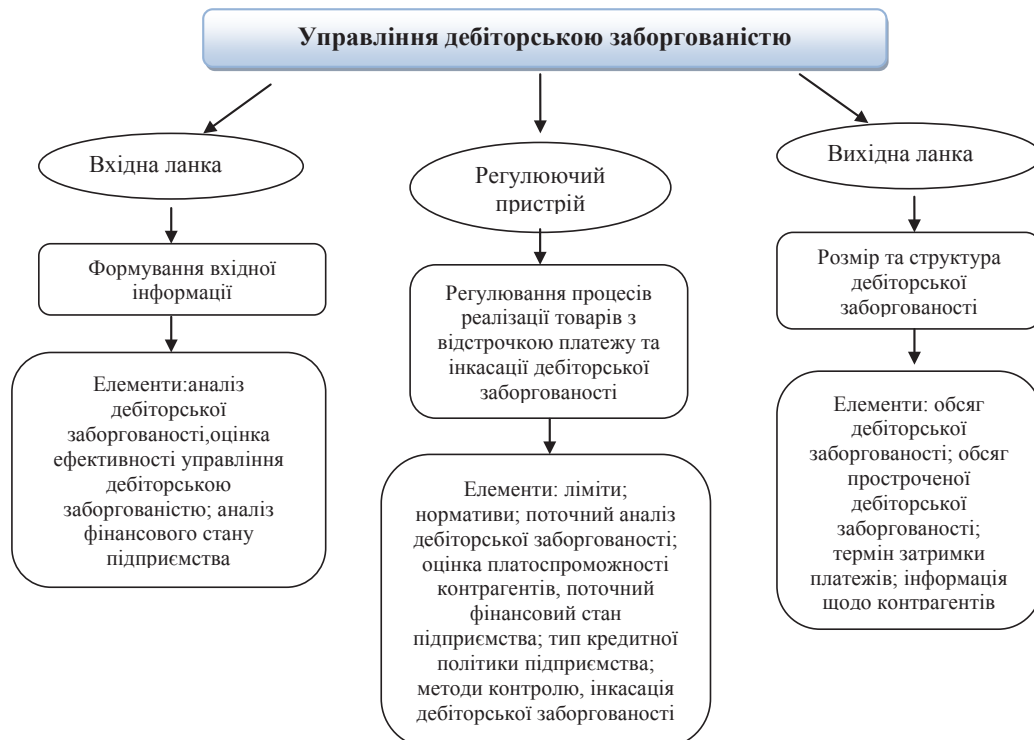 Управління дебіторською заборгованістю
Вхідна ланка
Формування вхідної
інформації
Елементи:аналіз
дебіторської
заборгованості,оцінка
ефективності управління
дебіторською
заборгованістю; аналіз
фінансового стану
підприємства
Регулюючий
пристрій
Регулювання процесів
реалізації товарів з
відстрочкою платежу та
інкасації дебіторської
заборгованості
Елементи: ліміти;
нормативи; поточний аналіз
дебіторської заборгованості;
оцінка платоспроможності
контрагентів, поточний
фінансовий стан
підприємства; тип кредитної
політики підприємства;
методи контролю, інкасація
дебіторської заборгованості
Вихідна ланка
Розмір та структура
дебіторської
заборгованості
Елементи: обсяг
дебіторської
заборгованості; обсяг
простроченої
дебіторської
заборгованості;
термін затримки
платежів; інформація
щодо контрагентів